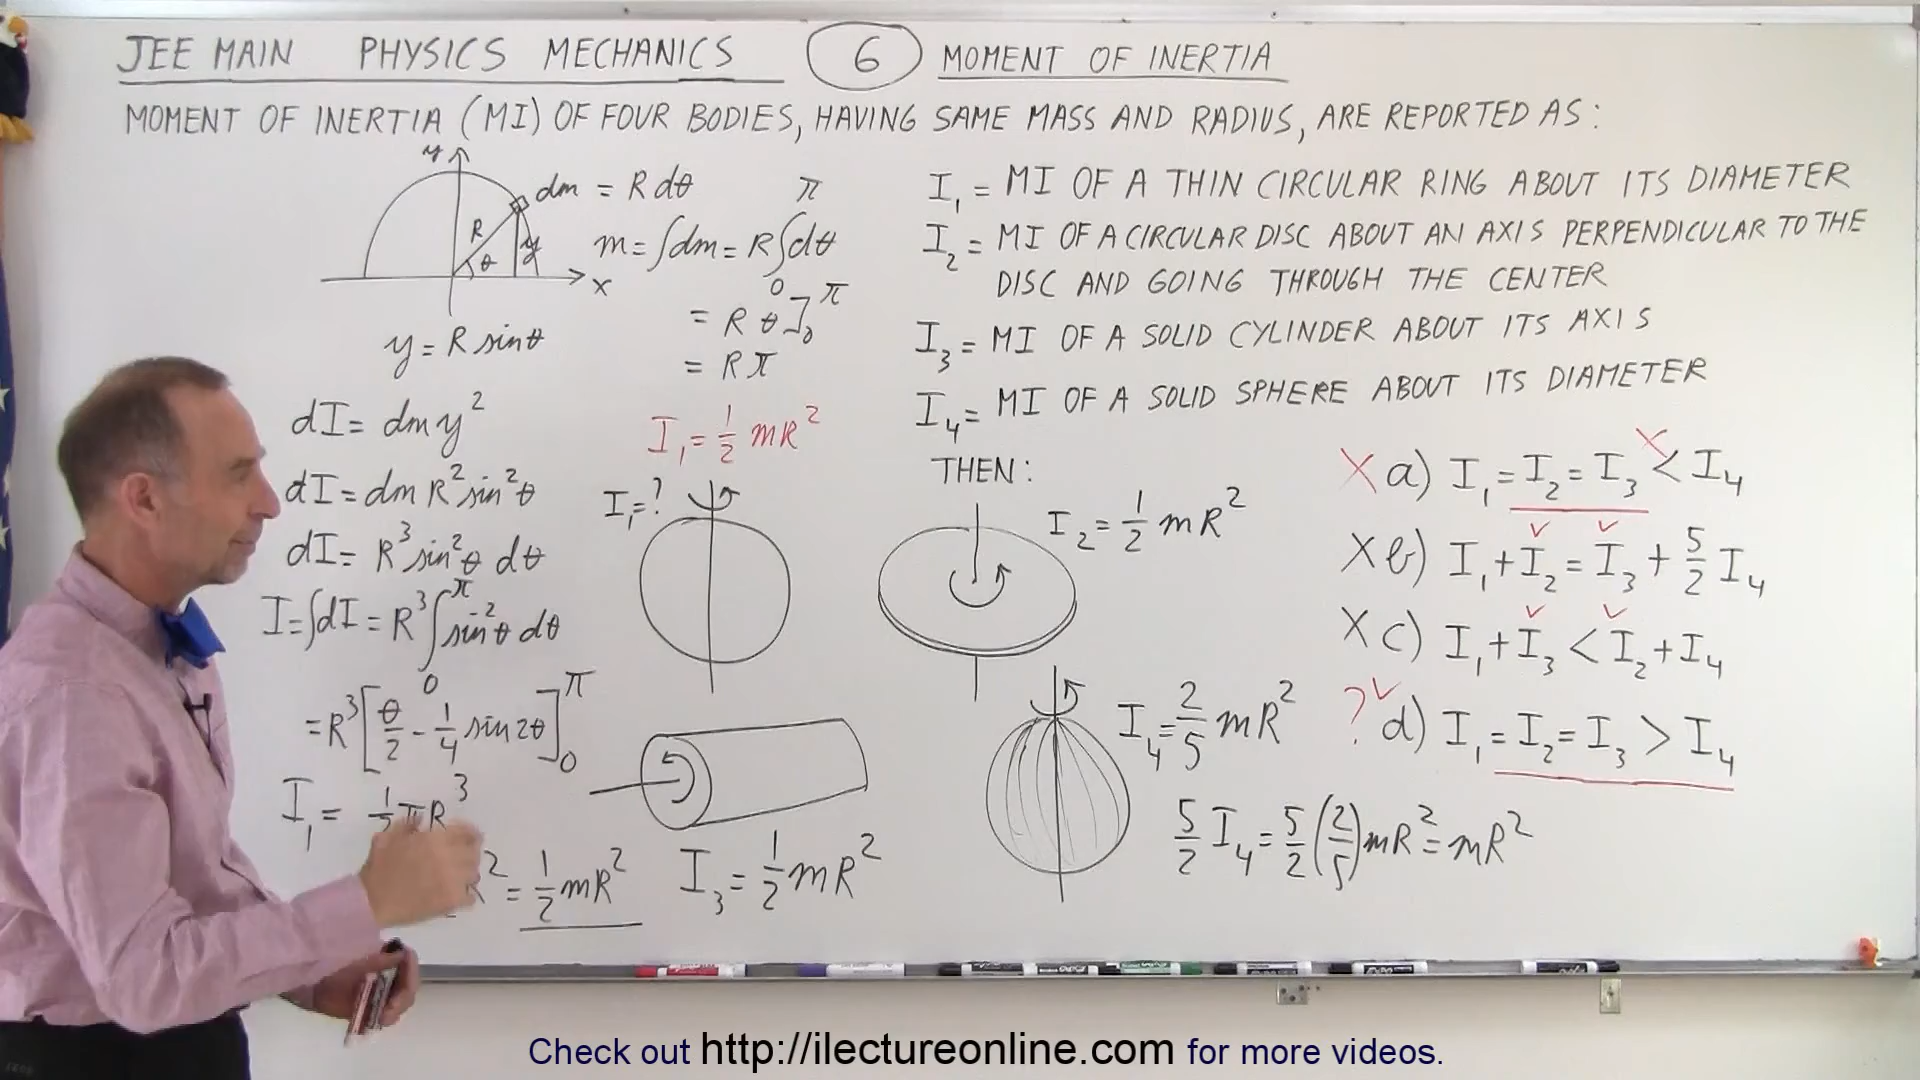 JEE MAIN PHYSICS MECHANICS 6 MOMENT OF INERTIA
MOMENT OF INERTIA (MI) OF FOUR BODIES, HAVING SAME MASS AND RADIUS, ARE REPORTED AS:
I₁ = MI OF A THIN CIRCULAR RING ABOUT ITS DIAMETER
I₂ = MI OF A CIRCULAR DISC ABOUT AN AXIS PERPENDICULAR TO THE
DISC AND GOING THROUGH THE CENTER
I₃ = MI OF A SOLID CYLINDER ABOUT ITS AXIS
I₄ = MI OF A SOLID SPHERE ABOUT ITS DIAMETER
THEN:
X a) I₁ = I₂ = I₃ < I₄
X b) I₁ + I₂ = I₃ + 5/2 I₄
X c) I₁ + I₃ < I₂ + I₄
? ✓ d) I₁ = I₂ = I₃ > I₄
5/2 I₄ = 5/2 (2/5) mR² = mR²
y
R
θ
y
x
dm = R dθ
m = ∫dm = R ∫₀^π dθ
= R θ]₀^π
= R π
y = R sin θ
dI = dm y²
dI = dm R² sin² θ
dI = R³ sin² θ dθ
I = ∫dI = R³ ∫₀^π sin² θ dθ
= R³ [θ/2 - 1/4 sin 2θ]₀^π
I₁ = 1/2 π R³
R² = 1/2 mR²
I₁ = 1/2 mR²
I₁ = ?
I₂ = 1/2 mR²
I₃ = 1/2 mR²
I₄ = 2/5 mR²
Check out http://ilectureonline.com for more videos.